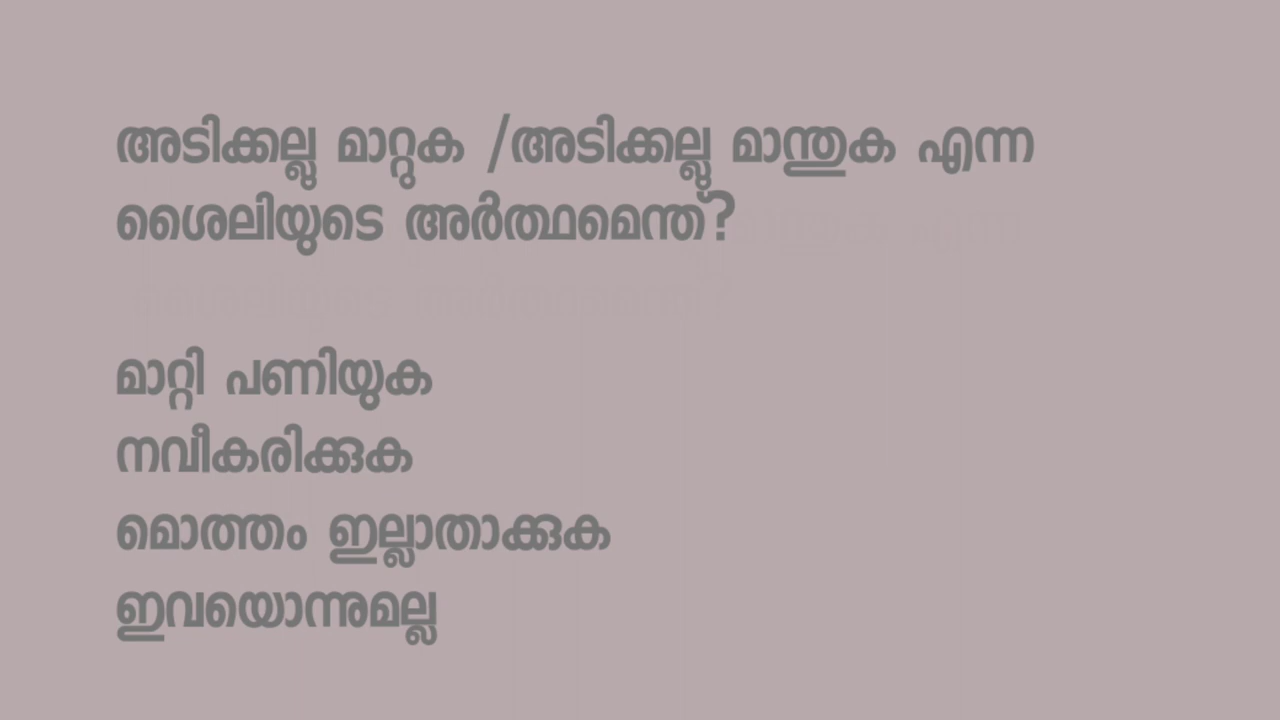 അടിക്കല്ലു മാറ്റുക /അടിക്കല്ലു മാന്തുക എന്ന
ശൈലിയുടെ അർത്ഥമെന്ത്?
മാറ്റി പണിയുക
നവീകരിക്കുക
മൊത്തം ഇല്ലാതാക്കുക
ഇവയൊന്നുമല്ല